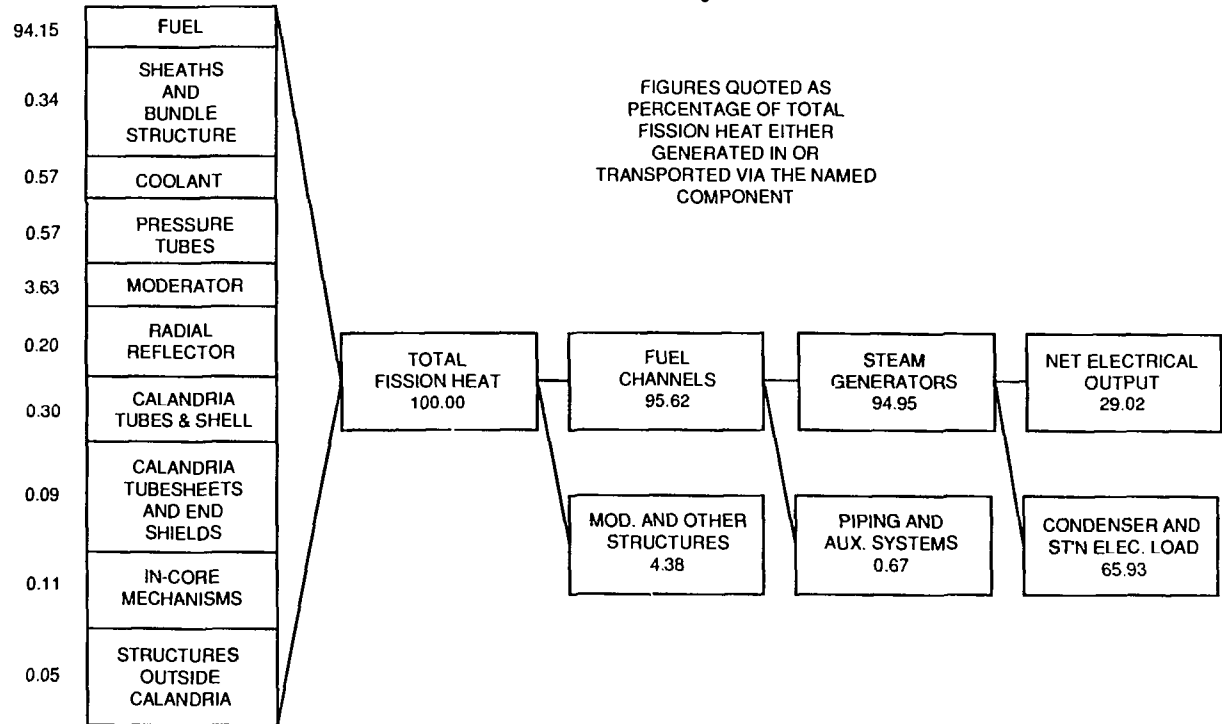 94.15 FUEL
0.34
SHEATHS
AND
BUNDLE
STRUCTURE
0.57 COOLANT
0.57
PRESSURE
TUBES
3.63 MODERATOR
0.20
RADIAL
REFLECTOR
0.30
CALANDRIA
TUBES & SHELL
0.09
CALANDRIA
TUBESHEETS
AND END
SHIELDS
0.11
IN-CORE
MECHANISMS
0.05
STRUCTURES
OUTSIDE
CALANDRIA
FIGURES QUOTED AS
PERCENTAGE OF TOTAL
FISSION HEAT EITHER
GENERATED IN OR
TRANSPORTED VIA THE NAMED
COMPONENT
TOTAL
FISSION HEAT
100.00
FUEL
CHANNELS
95.62
STEAM
GENERATORS
94.95
NET ELECTRICAL
OUTPUT
29.02
MOD. AND OTHER
STRUCTURES
4.38
PIPING AND
AUX. SYSTEMS
0.67
CONDENSER AND
ST'N ELEC. LOAD
65.93